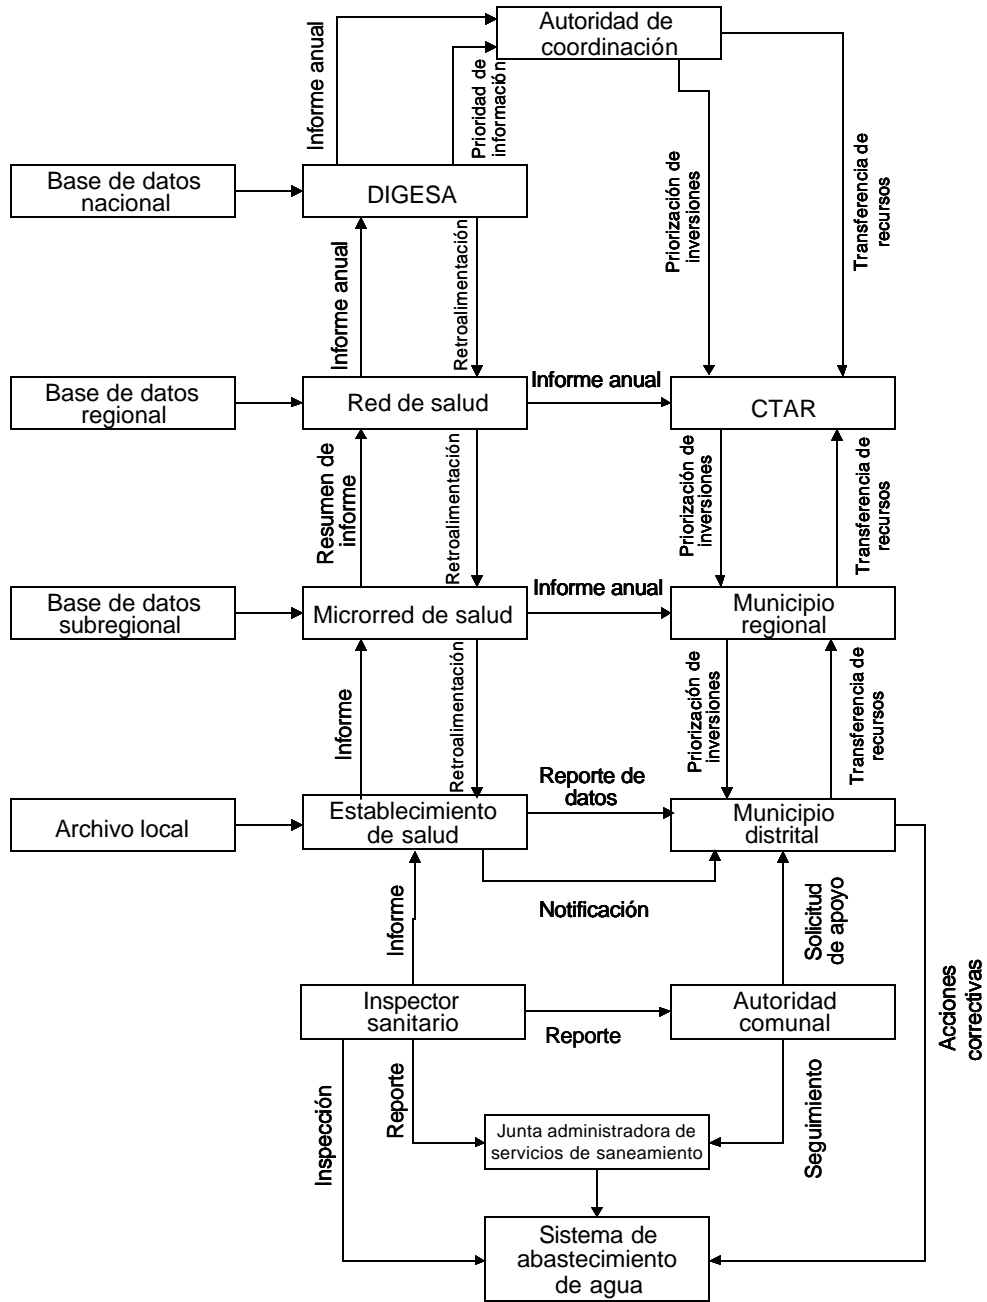 Autoridad de
coordinación
Informe anual
Prioridad de
información
Base de datos
nacional
DIGESA
Priorización de
inversiones
Transferencia de
recursos
Informe anual
Retroalimentación
Base de datos
regional
Red de salud
Informe anual
CTAR
Resumen de
informe
Retroalimentación
Priorización de
inversiones
Transferencia de
recursos
Base de datos
subregional
Microrred de salud
Informe anual
Municipio
regional
Informe
Retroalimentación
Priorización de
inversiones
Transferencia de
recursos
Archivo local
Establecimiento
de salud
Reporte de
datos
Municipio
distrital
Notificación
Informe
Solicitud
de apoyo
Acciones
correctivas
Inspector
sanitario
Reporte
Autoridad
comunal
Inspección
Reporte
Seguimiento
Junta administradora de
servicios de saneamiento
Sistema de
abastecimiento
de agua